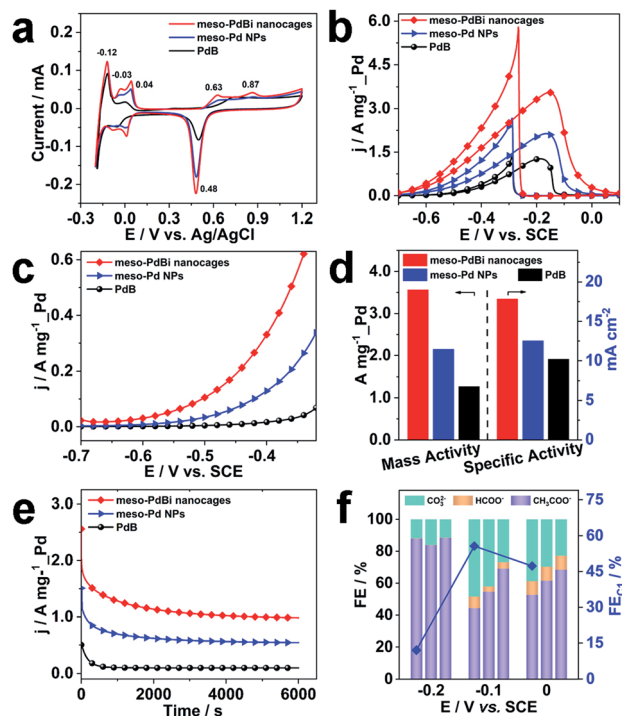 a
meso-PdBi nanocages
meso-Pd NPs
PdB
-0.12
-0.03
0.04
0.63
0.87
0.48
0.2
0.1
0.0
-0.1
-0.2
Current / mA
-0.3 0.0 0.3 0.6 0.9 1.2
E / V vs. Ag/AgCl
b
meso-PdBi nanocages
meso-Pd NPs
PdB
6.0
4.5
3.0
1.5
0.0
j / A mg⁻¹_Pd
-0.6 -0.4 -0.2 0.0
E / V vs. SCE
c
meso-PdBi nanocages
meso-Pd NPs
PdB
0.6
0.4
0.2
0.0
j / A mg⁻¹_Pd
-0.7 -0.6 -0.5 -0.4
E / V vs. SCE
d
meso-PdBi nanocages
meso-Pd NPs
PdB
4.0
3.0
2.0
1.0
0.0
A mg⁻¹_Pd
20
15
10
5
0
mA cm⁻²
Mass Activity Specific Activity
e
meso-PdBi nanocages
meso-Pd NPs
PdB
3.0
2.0
1.0
0.0
j / A mg⁻¹_Pd
0 2000 4000 6000
Time / s
f
CO₃²⁻ HCOO⁻ CH₃COO⁻
100
80
60
40
20
0
FE / %
75
60
45
30
15
0
FE_C1 / %
-0.2 -0.1 0
E / V vs. SCE